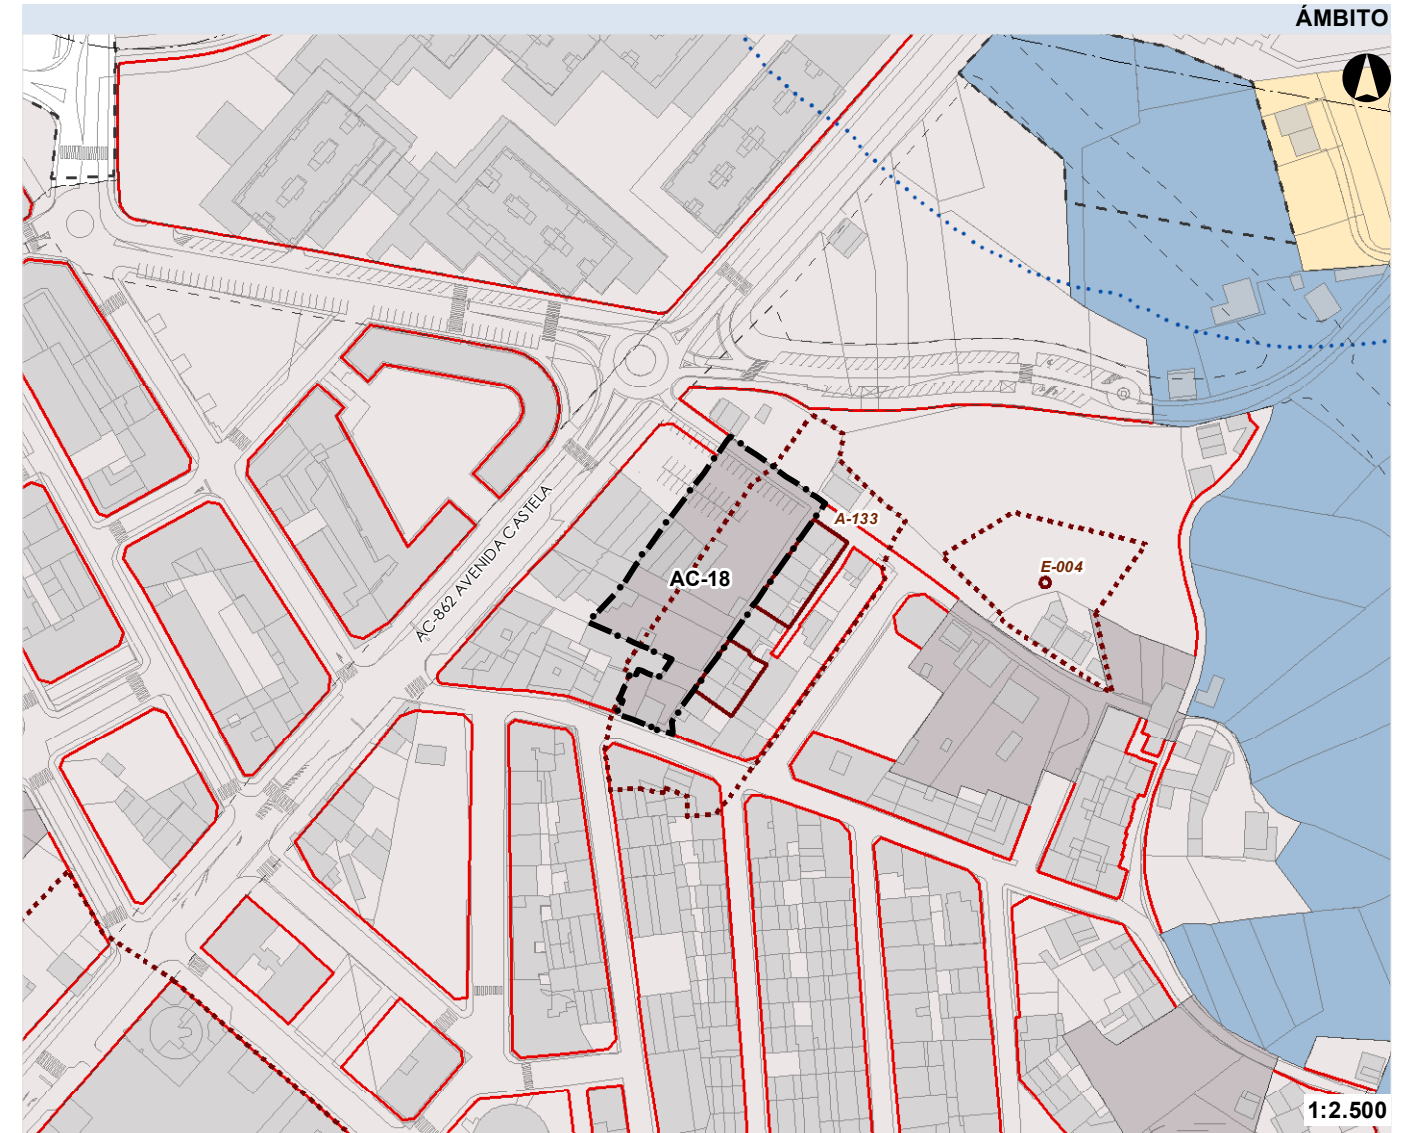 ÁMBITO
A-133
E-004
AC-18
AC-862 AVENIDA CASTELA
1:2.500